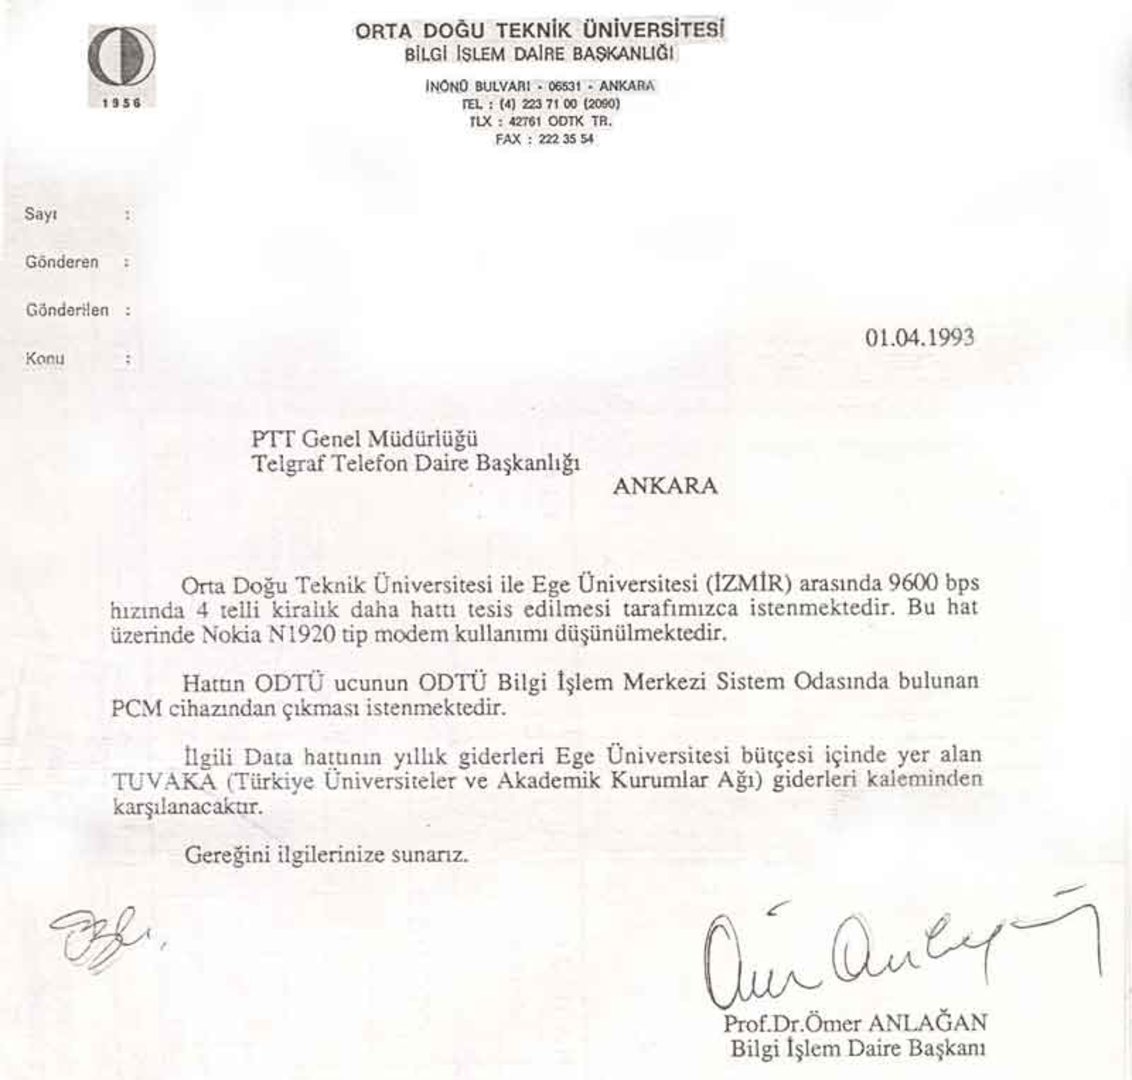 ORTA DOĞU TEKNİK ÜNİVERSİTESİ
BİLGİ İŞLEM DAİRE BAŞKANLIĞI
İNÖNÜ BULVARI - 06531 - ANKARA
TEL : (4) 223 71 00 (2090)
TLX : 42761 ODTK TR.
FAX : 222 35 54
1956
Sayı :
Gönderen :
Gönderilen :
Konu :
01.04.1993
PTT Genel Müdürlüğü
Telgraf Telefon Daire Başkanlığı
ANKARA
Orta Doğu Teknik Üniversitesi ile Ege Üniversitesi (İZMİR) arasında 9600 bps
hızında 4 telli kiralık daha hattı tesis edilmesi tarafımızca istenmektedir. Bu hat
üzerinde Nokia N1920 tip modem kullanımı düşünülmektedir.
Hattın ODTÜ ucunun ODTÜ Bilgi İşlem Merkezi Sistem Odasında bulunan
PCM cihazından çıkması istenmektedir.
İlgili Data hattının yıllık giderleri Ege Üniversitesi bütçesi içinde yer alan
TUVAKA (Türkiye Üniversiteler ve Akademik Kurumlar Ağı) giderleri kaleminden
karşılanacaktır.
Gereğini ilgilerinize sunarız.
Prof.Dr.Ömer ANLAĞAN
Bilgi İşlem Daire Başkanı